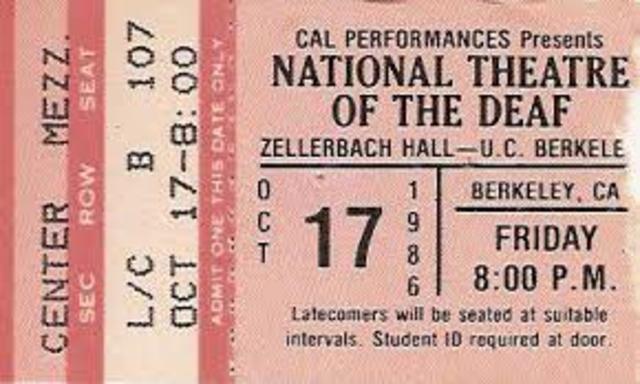 CENTER MEZZ.
SEC ROW SEAT
L/C B 107
OCT 17-8:00
ADMIT ONE THIS DATE ONLY
CAL PERFORMANCES Presents
NATIONAL THEATRE
OF THE DEAF
ZELLERBACH HALL—U.C. BERKELE
OCT 17 1986
BERKELEY, CA
FRIDAY
8:00 P.M.
Latecomers will be seated at suitable
intervals. Student ID required at door.